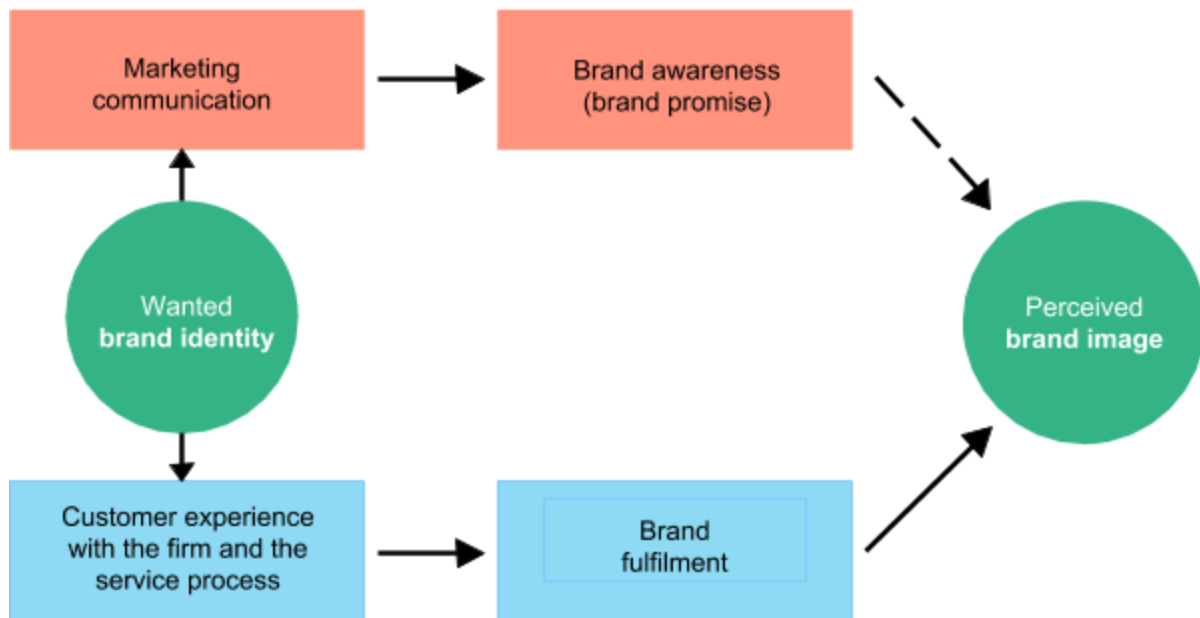 Marketing
communication
Brand awareness
(brand promise)
Wanted
brand identity
Perceived
brand image
Customer experience
with the firm and the
service process
Brand
fulfilment